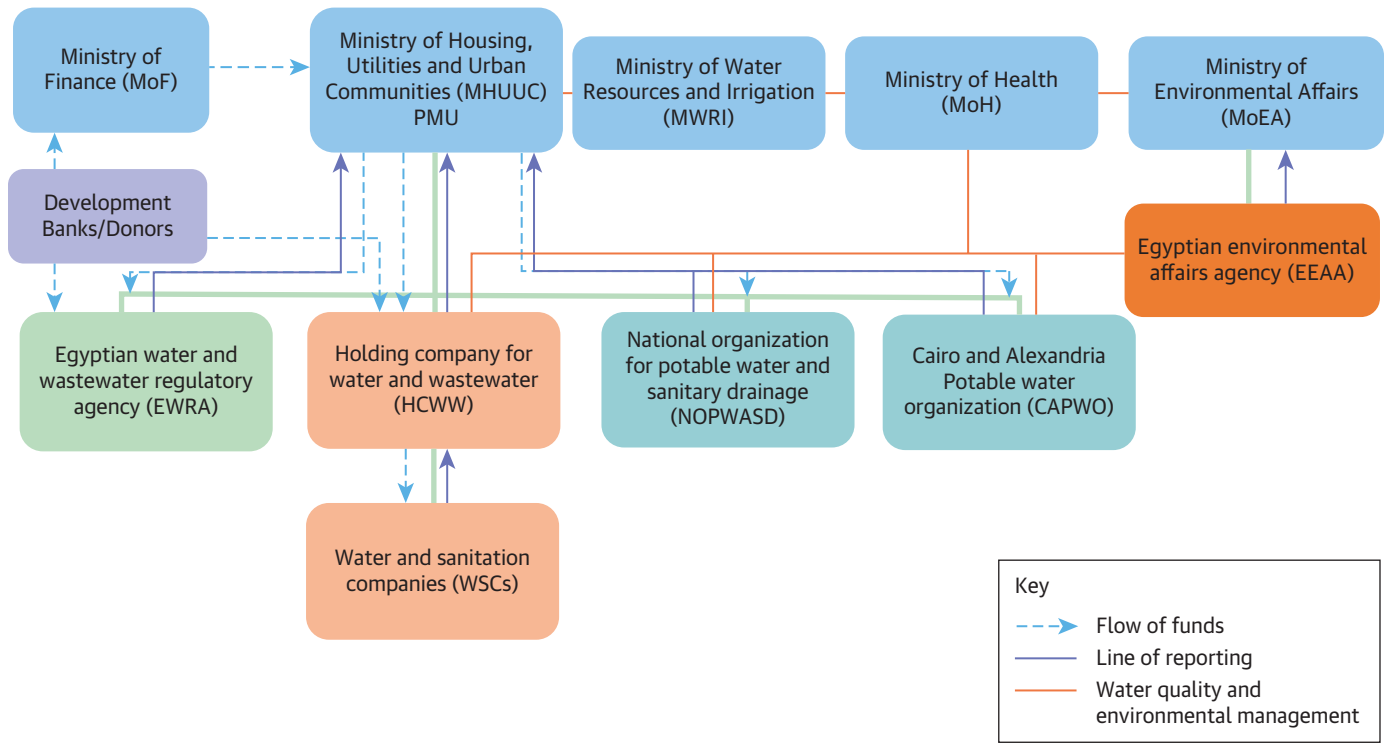 Ministry of
Finance (MoF)
Ministry of Housing,
Utilities and Urban
Communities (MHUUC)
PMU
Ministry of Water
Resources and Irrigation
(MWRI)
Ministry of Health
(MoH)
Ministry of
Environmental Affairs
(MoEA)
Development
Banks/Donors
Egyptian environmental
affairs agency (EEAA)
Egyptian water and
wastewater regulatory
agency (EWRA)
Holding company for
water and wastewater
(HCWW)
National organization
for potable water and
sanitary drainage
(NOPWASD)
Cairo and Alexandria
Potable water
organization (CAPWO)
Water and sanitation
companies (WSCs)
Key
Flow of funds
Line of reporting
Water quality and
environmental management